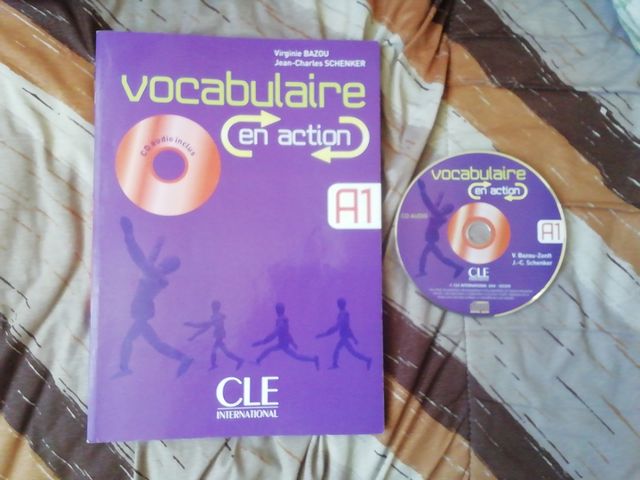 Virginie BAZOU
Jean-Charles SCHENKER
vocabulaire
en action
CD audio inclus
A1
CLE
INTERNATIONAL
vocabulaire
en action
CD AUDIO
A1
V. Bazou-Zenft
J.-C. Schenker
CLE
INTERNATIONAL